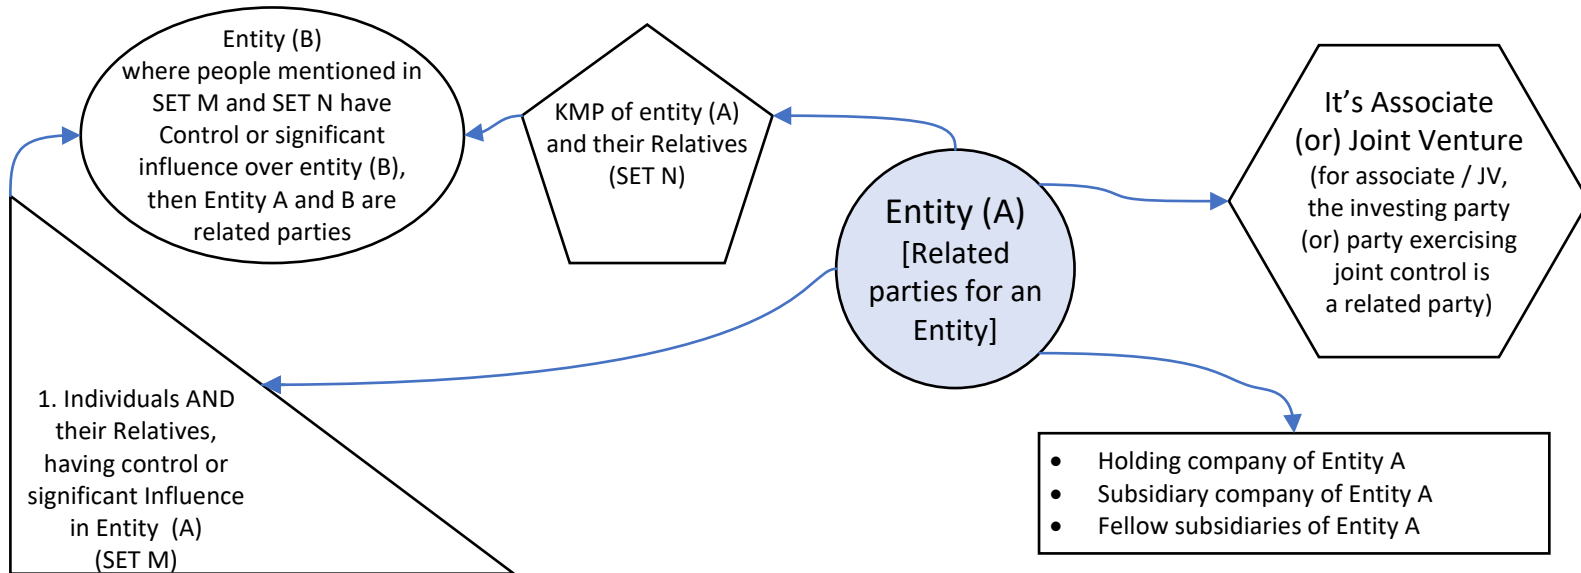 Entity (B)
where people mentioned in
SET M and SET N have
Control or significant
influence over entity (B),
then Entity A and B are
related parties
KMP of entity (A)
and their Relatives
(SET N)
Entity (A)
[Related
parties for an
Entity]
It's Associate
(or) Joint Venture
(for associate / JV,
the investing party
(or) party exercising
joint control is
a related party)
1. Individuals AND
their Relatives,
having control or
significant Influence
in Entity (A)
(SET M)
• Holding company of Entity A
• Subsidiary company of Entity A
• Fellow subsidiaries of Entity A